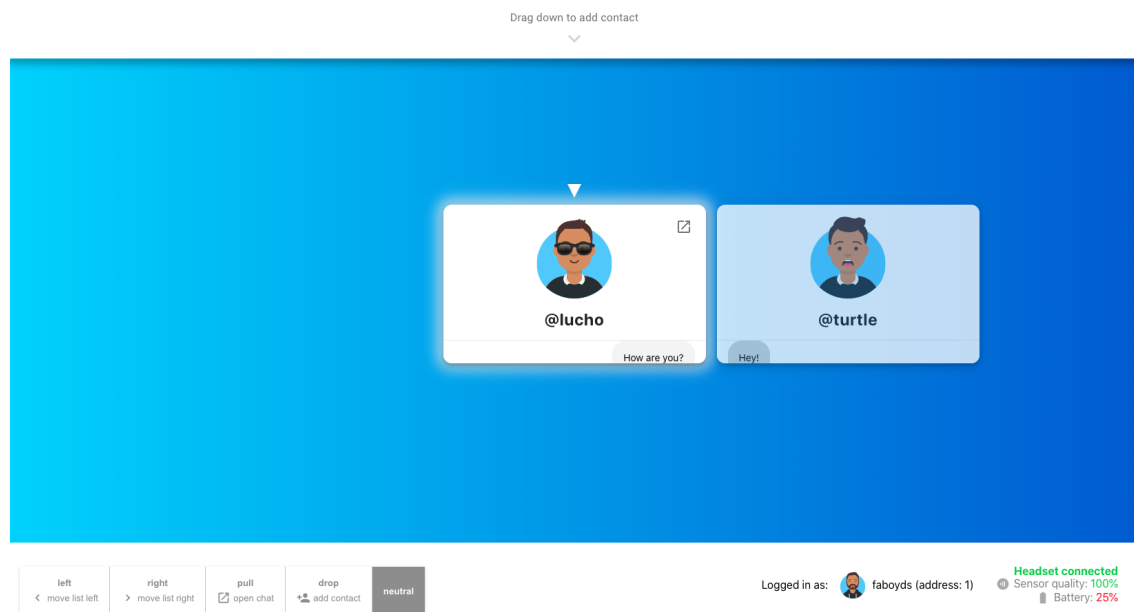 Drag down to add contact
@lucho
How are you?
@turtle
Hey!
left
move list left
right
move list right
pull
open chat
drop
add contact
neutral
Logged in as: faboyds (address: 1)
Headset connected
Sensor quality: 100%
Battery: 25%